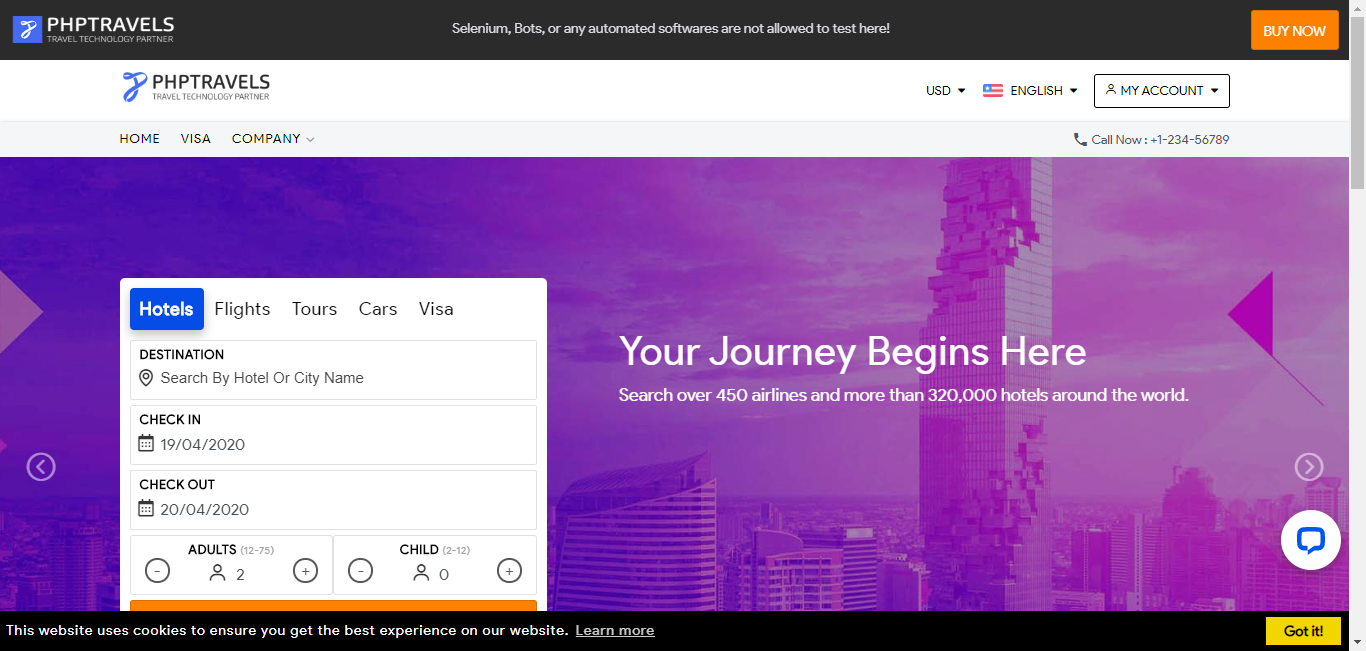 PHPTRAVELS
TRAVEL TECHNOLOGY PARTNER
Selenium, Bots, or any automated softwares are not allowed to test here!
BUY NOW
PHPTRAVELS
TRAVEL TECHNOLOGY PARTNER
USD
ENGLISH
MY ACCOUNT
HOME VISA COMPANY
Call Now : +1-234-56789
Hotels Flights Tours Cars Visa
DESTINATION
Search By Hotel Or City Name
CHECK IN
19/04/2020
CHECK OUT
20/04/2020
ADULTS (12-75)
- 2 +
CHILD (2-12)
- 0 +
Your Journey Begins Here
Search over 450 airlines and more than 320,000 hotels around the world.
This website uses cookies to ensure you get the best experience on our website. Learn more
Got it!